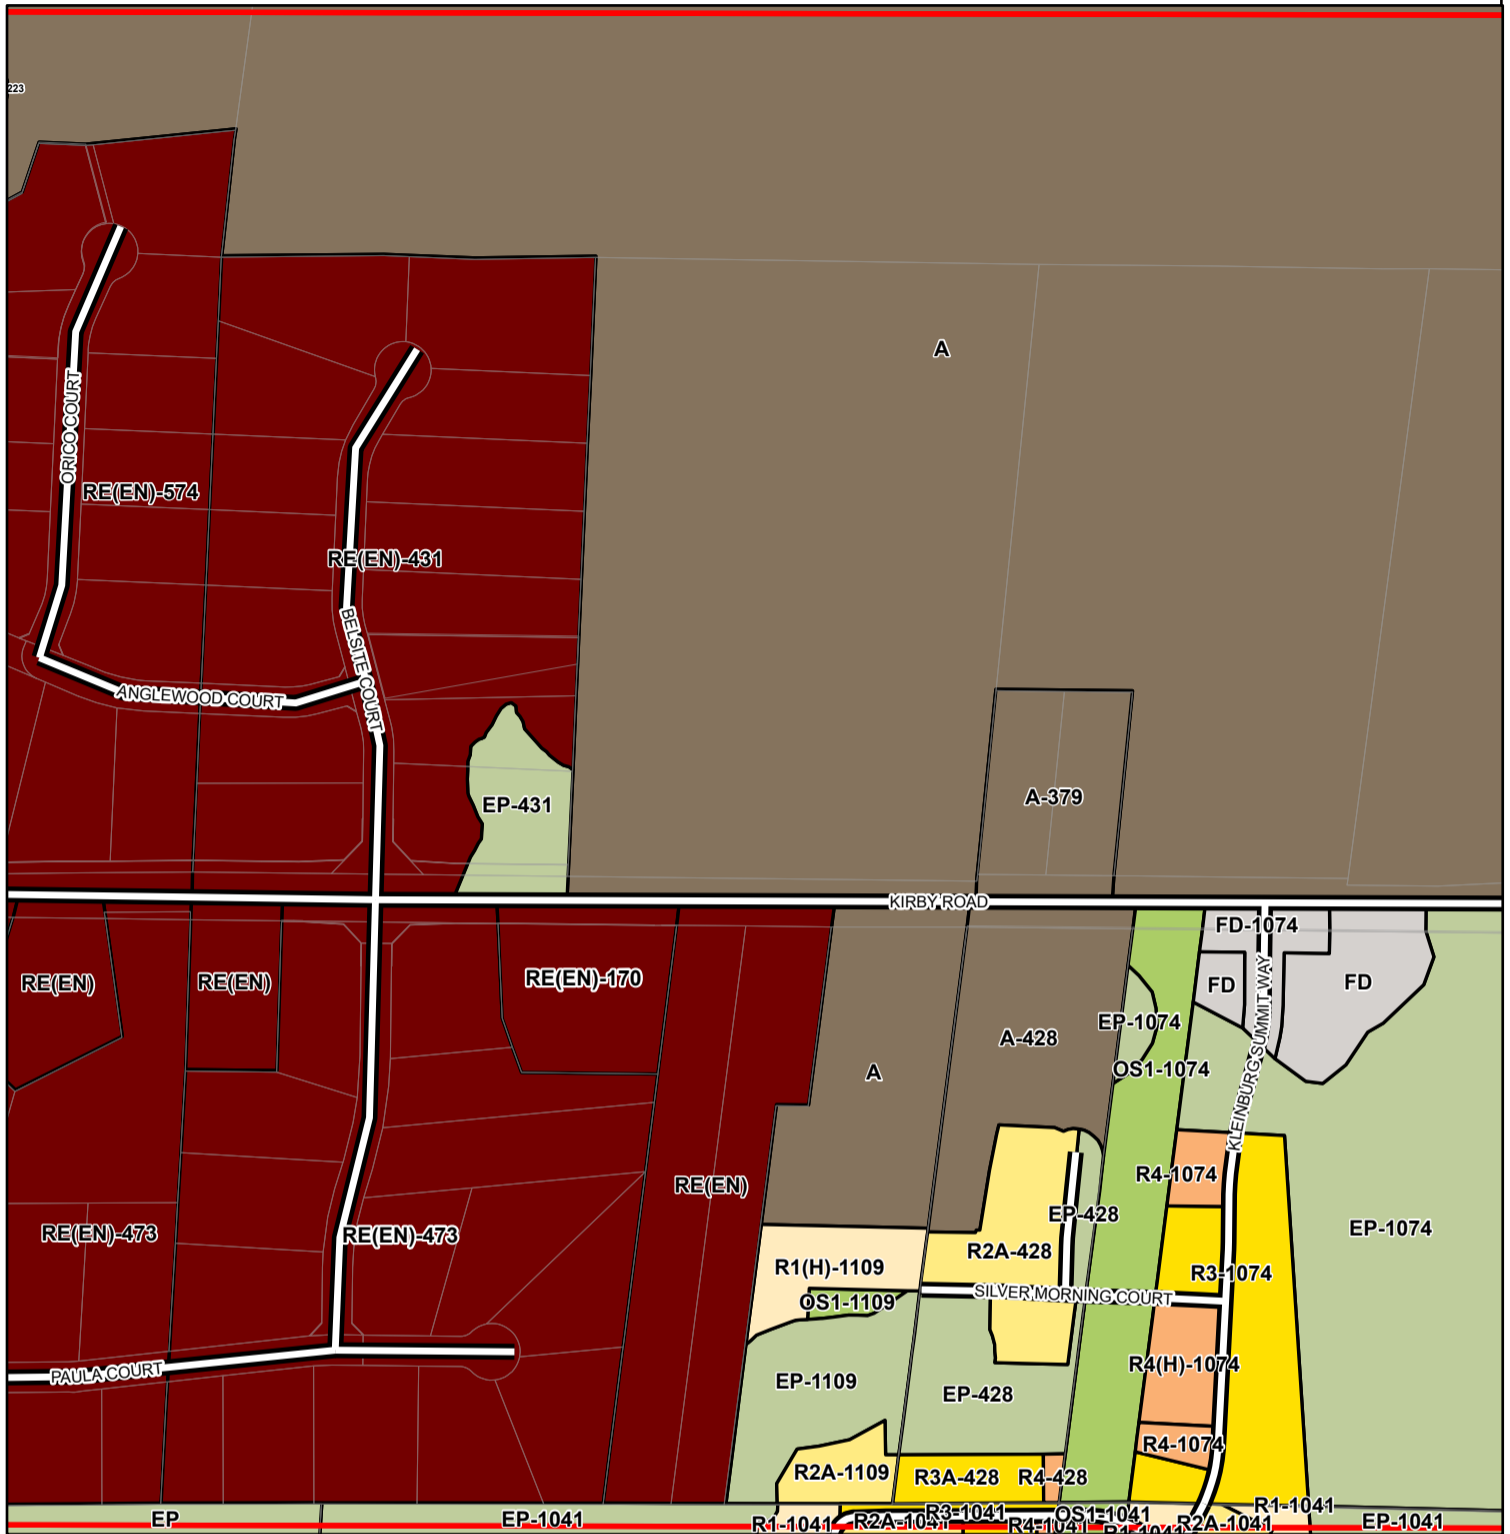 223
A
ORICO COURT
RE(EN)-574
RE(EN)-431
BELSITE COURT
ANGLEWOOD COURT
EP-431
A-379
KIRBY ROAD
FD-1074
RE(EN)
RE(EN)
RE(EN)-170
FD
FD
EP-1074
A-428
OS1-1074
A
KLEINBURG SUMMIT WAY
R4-1074
RE(EN)
EP-428
RE(EN)-473
RE(EN)-473
EP-1074
R2A-428
R1(H)-1109
R3-1074
SILVER MORNING COURT
OS1-1109
PAULA COURT
R4(H)-1074
EP-1109
EP-428
R4-1074
R2A-1109
R3A-428
R4-428
R1-1041
EP
EP-1041
R1-1041
R2A-1041
R3-1041
R4-1041
OS1-1041
R4-1041
R2A-1041
EP-1041